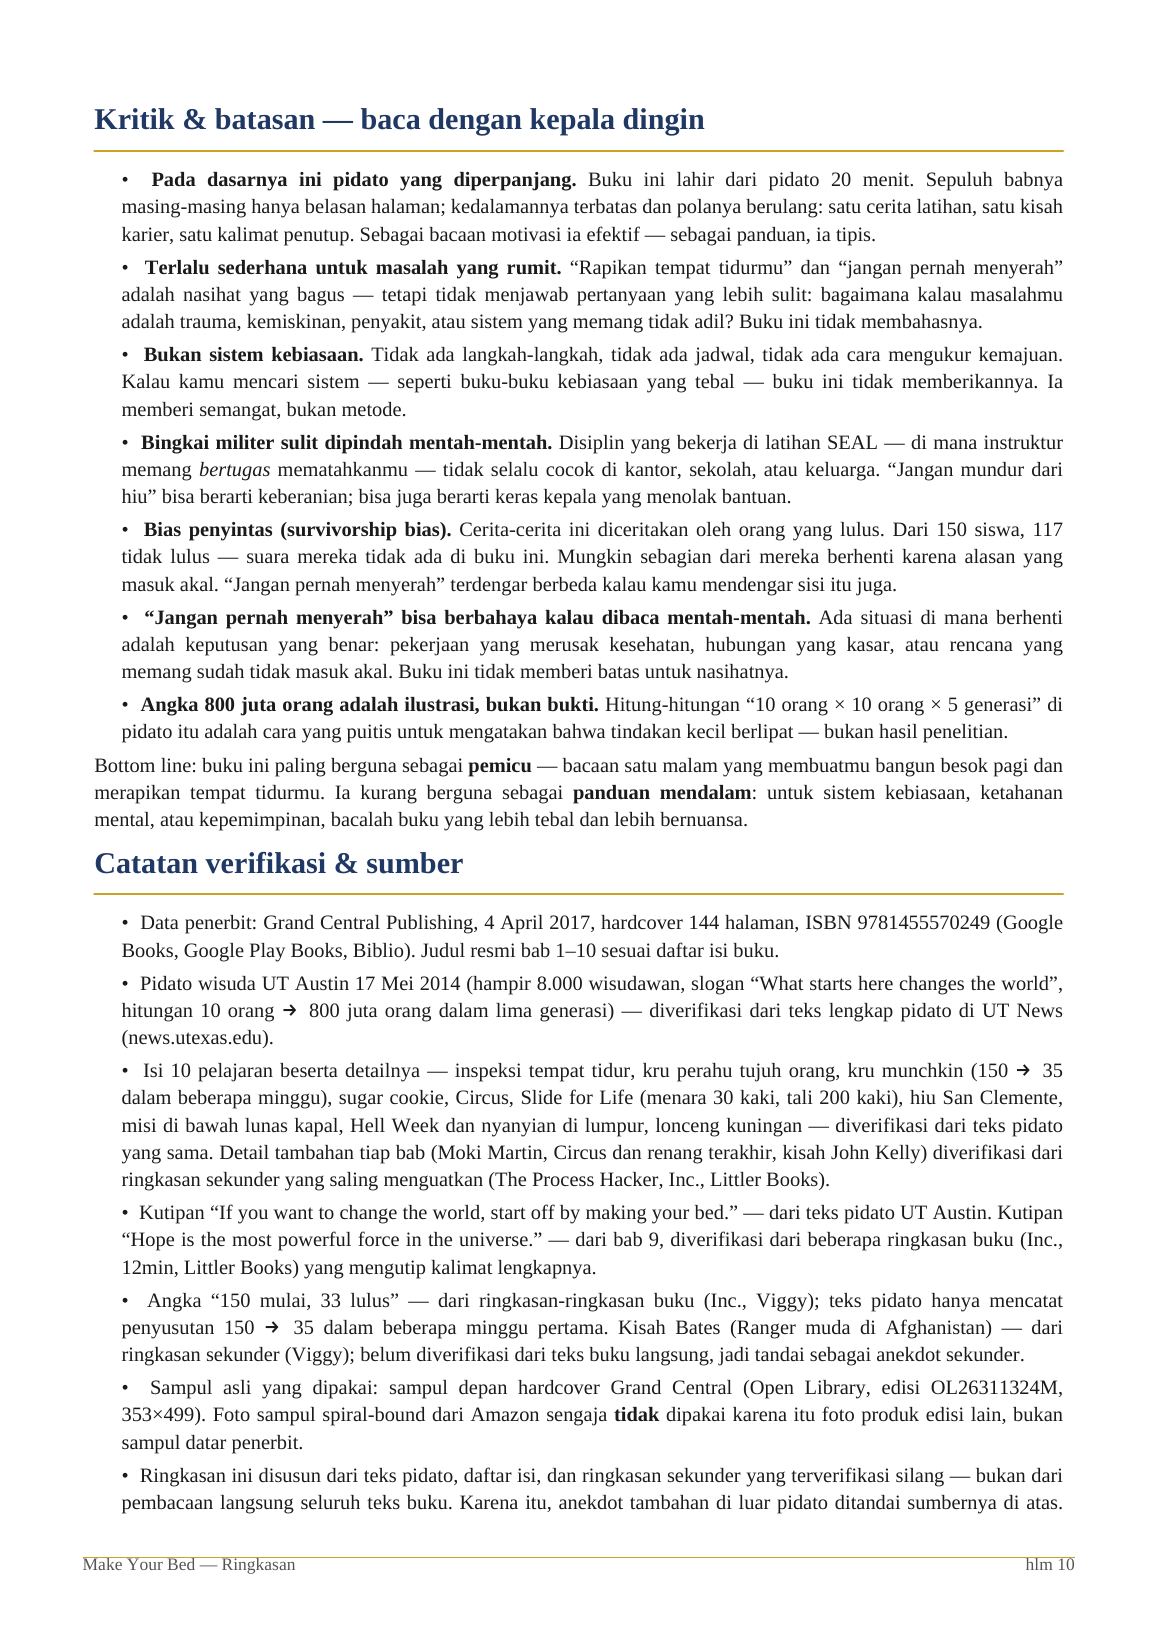 Kritik & batasan — baca dengan kepala dingin
• Pada dasarnya ini pidato yang diperpanjang. Buku ini lahir dari pidato 20 menit. Sepuluh babnya
masing-masing hanya belasan halaman; kedalamannya terbatas dan polanya berulang: satu cerita latihan, satu kisah
karier, satu kalimat penutup. Sebagai bacaan motivasi ia efektif — sebagai panduan, ia tipis.
• Terlalu sederhana untuk masalah yang rumit. “Rapikan tempat tidurmu” dan “jangan pernah menyerah”
adalah nasihat yang bagus — tetapi tidak menjawab pertanyaan yang lebih sulit: bagaimana kalau masalahmu
adalah trauma, kemiskinan, penyakit, atau sistem yang memang tidak adil? Buku ini tidak membahasnya.
• Bukan sistem kebiasaan. Tidak ada langkah-langkah, tidak ada jadwal, tidak ada cara mengukur kemajuan.
Kalau kamu mencari sistem — seperti buku-buku kebiasaan yang tebal — buku ini tidak memberikannya. Ia
memberi semangat, bukan metode.
• Bingkai militer sulit dipindah mentah-mentah. Disiplin yang bekerja di latihan SEAL — di mana instruktur
memang bertugas mematahkanmu — tidak selalu cocok di kantor, sekolah, atau keluarga. “Jangan mundur dari
hiu” bisa berarti keberanian; bisa juga berarti keras kepala yang menolak bantuan.
• Bias penyintas (survivorship bias). Cerita-cerita ini diceritakan oleh orang yang lulus. Dari 150 siswa, 117
tidak lulus — suara mereka tidak ada di buku ini. Mungkin sebagian dari mereka berhenti karena alasan yang
masuk akal. “Jangan pernah menyerah” terdengar berbeda kalau kamu mendengar sisi itu juga.
• “Jangan pernah menyerah” bisa berbahaya kalau dibaca mentah-mentah. Ada situasi di mana berhenti
adalah keputusan yang benar: pekerjaan yang merusak kesehatan, hubungan yang kasar, atau rencana yang
memang sudah tidak masuk akal. Buku ini tidak memberi batas untuk nasihatnya.
• Angka 800 juta orang adalah ilustrasi, bukan bukti. Hitung-hitungan “10 orang × 10 orang × 5 generasi” di
pidato itu adalah cara yang puitis untuk mengatakan bahwa tindakan kecil berlipat — bukan hasil penelitian.
Bottom line: buku ini paling berguna sebagai pemicu — bacaan satu malam yang membuatmu bangun besok pagi dan
merapikan tempat tidurmu. Ia kurang berguna sebagai panduan mendalam: untuk sistem kebiasaan, ketahanan
mental, atau kepemimpinan, bacalah buku yang lebih tebal dan lebih bernuansa.
Catatan verifikasi & sumber
• Data penerbit: Grand Central Publishing, 4 April 2017, hardcover 144 halaman, ISBN 9781455570249 (Google
Books, Google Play Books, Biblio). Judul resmi bab 1–10 sesuai daftar isi buku.
• Pidato wisuda UT Austin 17 Mei 2014 (hampir 8.000 wisudawan, slogan “What starts here changes the world”,
hitungan 10 orang ➔ 800 juta orang dalam lima generasi) — diverifikasi dari teks lengkap pidato di UT News
(news.utexas.edu).
• Isi 10 pelajaran beserta detailnya — inspeksi tempat tidur, kru perahu tujuh orang, kru munchkin (150 ➔ 35
dalam beberapa minggu), sugar cookie, Circus, Slide for Life (menara 30 kaki, tali 200 kaki), hiu San Clemente,
misi di bawah lunas kapal, Hell Week dan nyanyian di lumpur, lonceng kuningan — diverifikasi dari teks pidato
yang sama. Detail tambahan tiap bab (Moki Martin, Circus dan renang terakhir, kisah John Kelly) diverifikasi dari
ringkasan sekunder yang saling menguatkan (The Process Hacker, Inc., Littler Books).
• Kutipan “If you want to change the world, start off by making your bed.” — dari teks pidato UT Austin. Kutipan
“Hope is the most powerful force in the universe.” — dari bab 9, diverifikasi dari beberapa ringkasan buku (Inc.,
12min, Littler Books) yang mengutip kalimat lengkapnya.
• Angka “150 mulai, 33 lulus” — dari ringkasan-ringkasan buku (Inc., Viggy); teks pidato hanya mencatat
penyusutan 150 ➔ 35 dalam beberapa minggu pertama. Kisah Bates (Ranger muda di Afghanistan) — dari
ringkasan sekunder (Viggy); belum diverifikasi dari teks buku langsung, jadi tandai sebagai anekdot sekunder.
• Sampul asli yang dipakai: sampul depan hardcover Grand Central (Open Library, edisi OL26311324M,
353×499). Foto sampul spiral-bound dari Amazon sengaja tidak dipakai karena itu foto produk edisi lain, bukan
sampul datar penerbit.
• Ringkasan ini disusun dari teks pidato, daftar isi, dan ringkasan sekunder yang terverifikasi silang — bukan dari
pembacaan langsung seluruh teks buku. Karena itu, anekdot tambahan di luar pidato ditandai sumbernya di atas.
Make Your Bed — Ringkasan
hlm 10